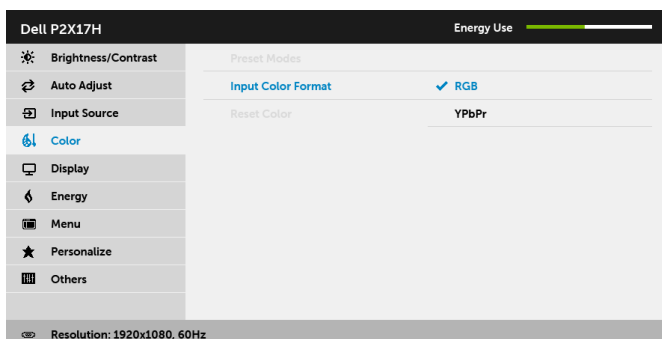 Dell P2X17H Energy Use
Brightness/Contrast Preset Modes
Auto Adjust Input Color Format RGB
Input Source Reset Color YPbPr
Color
Display
Energy
Menu
Personalize
Others
Resolution: 1920x1080, 60Hz